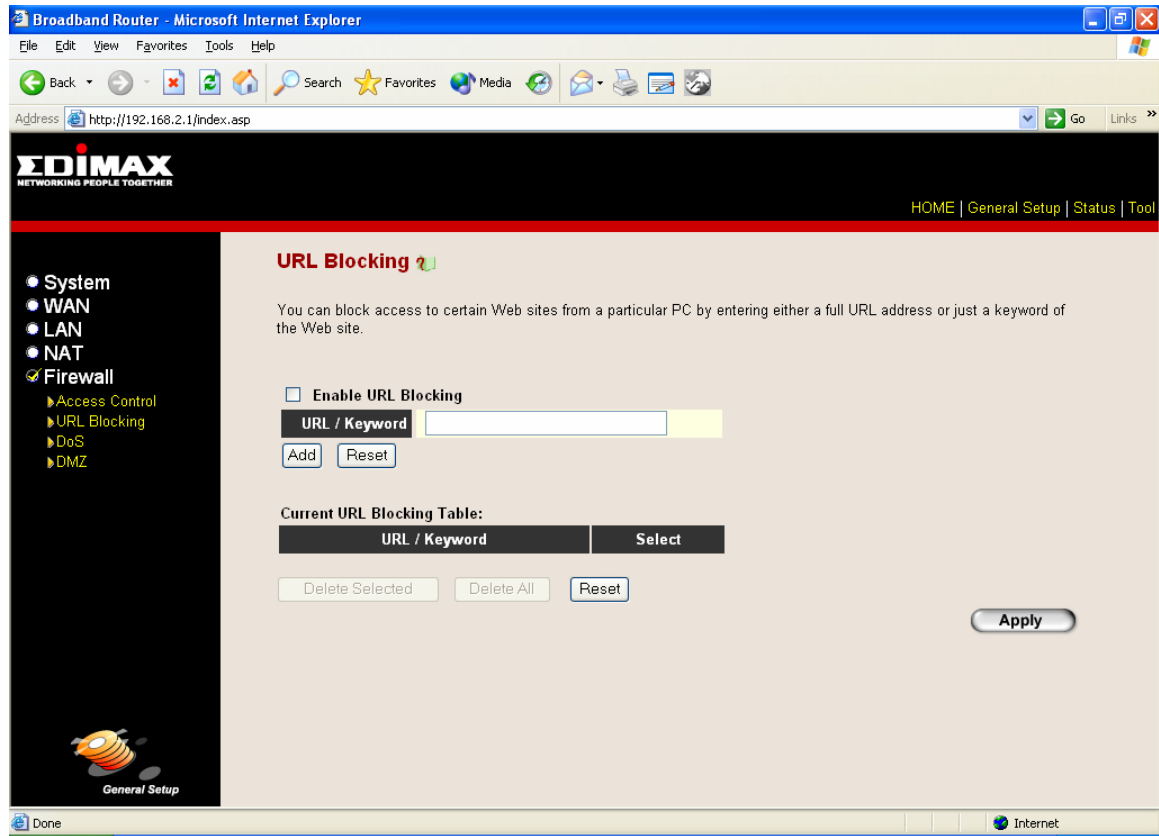 Broadband Router - Microsoft Internet Explorer
File Edit View Favorites Tools Help
Back Search Favorites Media
Address http://192.168.2.1/index.asp Go Links »
EDIMAX
NETWORKING PEOPLE TOGETHER
HOME | General Setup | Status | Tool
System
WAN
LAN
NAT
Firewall
Access Control
URL Blocking
DoS
DMZ
General Setup
URL Blocking
You can block access to certain Web sites from a particular PC by entering either a full URL address or just a keyword of
the Web site.
Enable URL Blocking
URL / Keyword
Add Reset
Current URL Blocking Table:
URL / Keyword Select
Delete Selected Delete All Reset
Apply
Done Internet